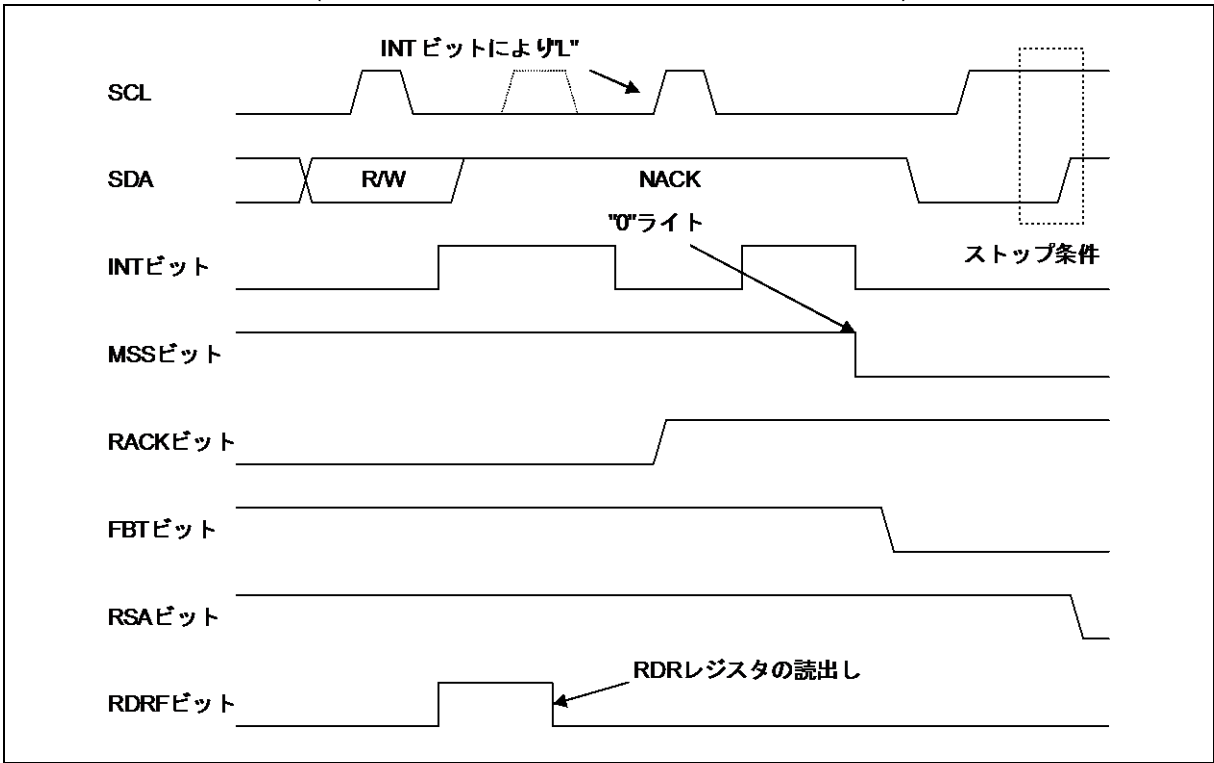 INTビットにより"L"
SCL
SDA
R/W
NACK
"0"ライト
INTビット
ストップ条件
MSSビット
RACKビット
FBTビット
RSAビット
RDRレジスタの読出し
RDRFビット